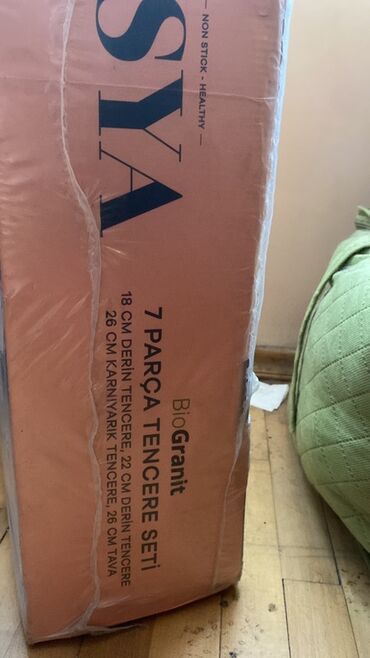 SYA
— NON STICK - HEALTHY —
BioGranit
7 PARÇA TENCERE SETİ
18 CM DERİN TENCERE, 22 CM DERİN TENCERE
26 CM KARNIYARIK TENCERE, 26 CM TAVA